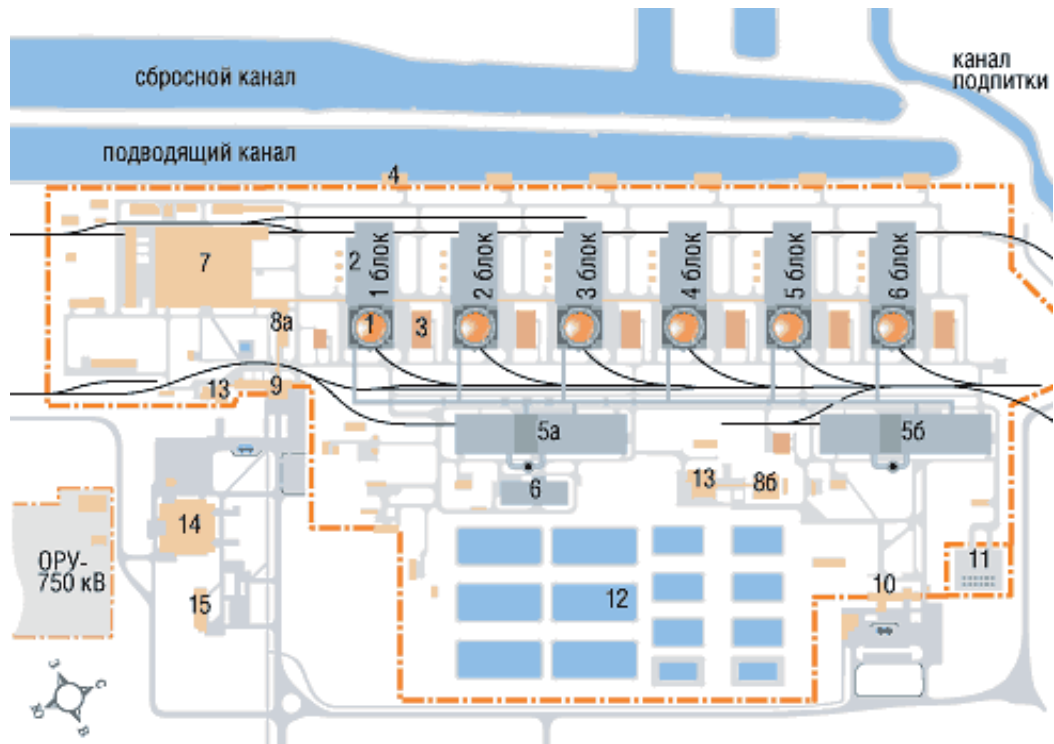 сбросной канал
канал
подпитки
подводящий канал
4
7
2
1 блок
2 блок
3 блок
4 блок
5 блок
6 блок
8а
1
3
13
9
5а
5б
6
13
8б
14
ОРУ-
750 кВ
11
10
12
15
З
С
Ю
В